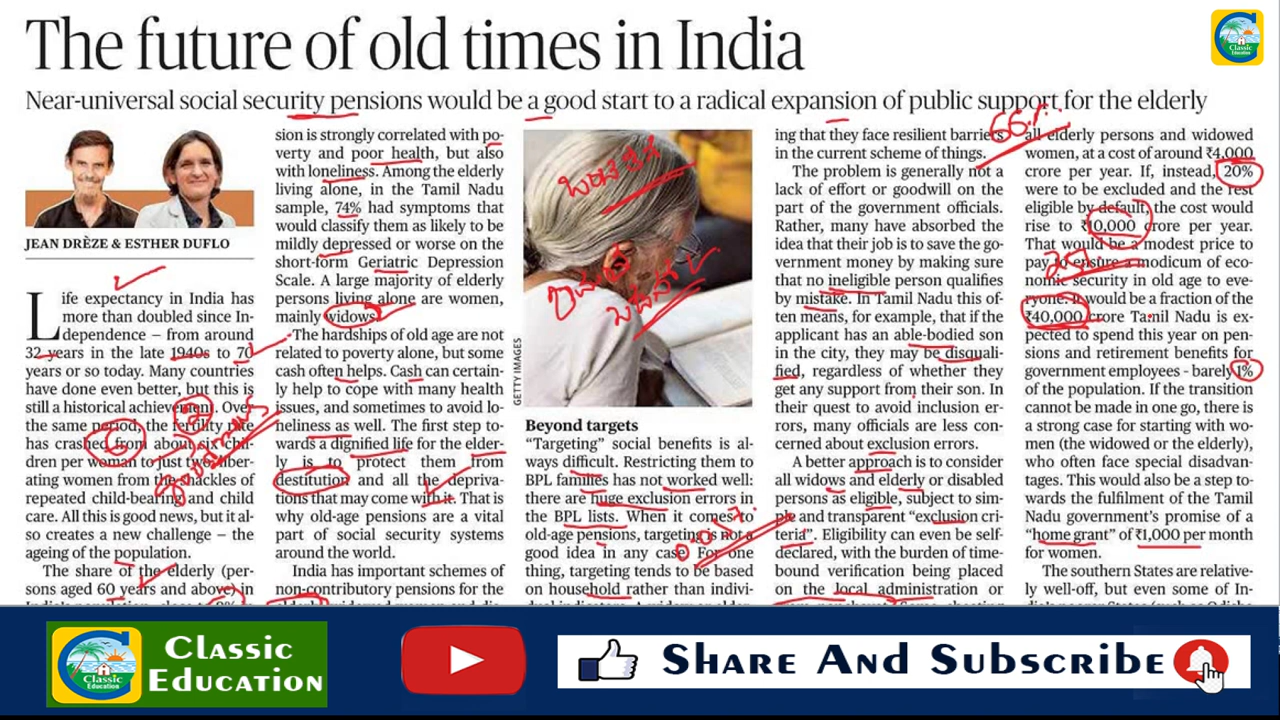 The future of old times in India
Near-universal social security pensions would be a good start to a radical expansion of public support for the elderly
Classic
Education
JEAN DRÈZE & ESTHER DUFLO
Life expectancy in India has
more than doubled since In-
dependence – from around
32 years in the late 1940s to 70
years or so today. Many countries
have done even better, but this is
still a historical achievement. Over
the same period, the fertility rate
has crashed from about six chil-
dren per woman to just two, liber-
ating women from the shackles of
repeated child-bearing and child
care. All this is good news, but it al-
so creates a new challenge – the
ageing of the population.
The share of the elderly (per-
sons aged 60 years and above) in
sion is strongly correlated with po-
verty and poor health, but also
with loneliness. Among the elderly
living alone, in the Tamil Nadu
sample, 74% had symptoms that
would classify them as likely to be
mildly depressed or worse on the
short-form Geriatric Depression
Scale. A large majority of elderly
persons living alone are women,
mainly widows.
The hardships of old age are not
related to poverty alone, but some
cash often helps. Cash can certain-
ly help to cope with many health
issues, and sometimes to avoid lo-
neliness as well. The first step to-
wards dignified life for the elder-
ly is to protect them from
destitution and all the depriva-
tions that may come with it. That is
why old-age pensions are a vital
part of social security systems
around the world.
India has important schemes of
non-contributory pensions for the
GETTY IMAGES
Beyond targets
“Targeting” social benefits is al-
ways difficult. Restricting them to
BPL families has not worked well:
there are huge exclusion errors in
the BPL lists. When it comes to
old-age pensions, targeting is not a
good idea in any case. For one
thing, targeting tends to be based
on household rather than indivi-
0.01%
ing that they face resilient barriers
in the current scheme of things.
The problem is generally not a
lack of effort or goodwill on the
part of the government officials.
Rather, many have absorbed the
idea that their job is to save the go-
vernment money by making sure
that no ineligible person qualifies
by mistake. In Tamil Nadu this of-
ten means, for example, that if the
applicant has an able-bodied son
in the city, they may be disquali-
fied, regardless of whether they
get any support from their son. In
their quest to avoid inclusion er-
rors, many officials are less con-
cerned about exclusion errors.
A better approach is to consider
all widows and elderly or disabled
persons as eligible, subject to sim-
ple and transparent “exclusion cri-
teria”. Eligibility can even be self-
declared, with the burden of time-
bound verification being placed
on the local administration or
66%
all elderly persons and widowed
women, at a cost of around ₹4,000
crore per year. If, instead, 20%
were to be excluded and the rest
eligible by default, the cost would
rise to ₹10,000 crore per year.
That would be a modest price to
pay to ensure a modicum of eco-
nomic security in old age to eve-
ryone. It would be a fraction of the
₹40,000 crore Tamil Nadu is ex-
pected to spend this year on pen-
sions and retirement benefits for
government employees – barely 1%
of the population. If the transition
cannot be made in one go, there is
a strong case for starting with wo-
men (the widowed or the elderly),
who often face special disadvan-
tages. This would also be a step to-
wards the fulfilment of the Tamil
Nadu government’s promise of a
“home grant” of ₹1,000 per month
for women.
The southern States are relative-
ly well-off, but even some of In-
Classic
Education
Classic
Education
Share And Subscribe